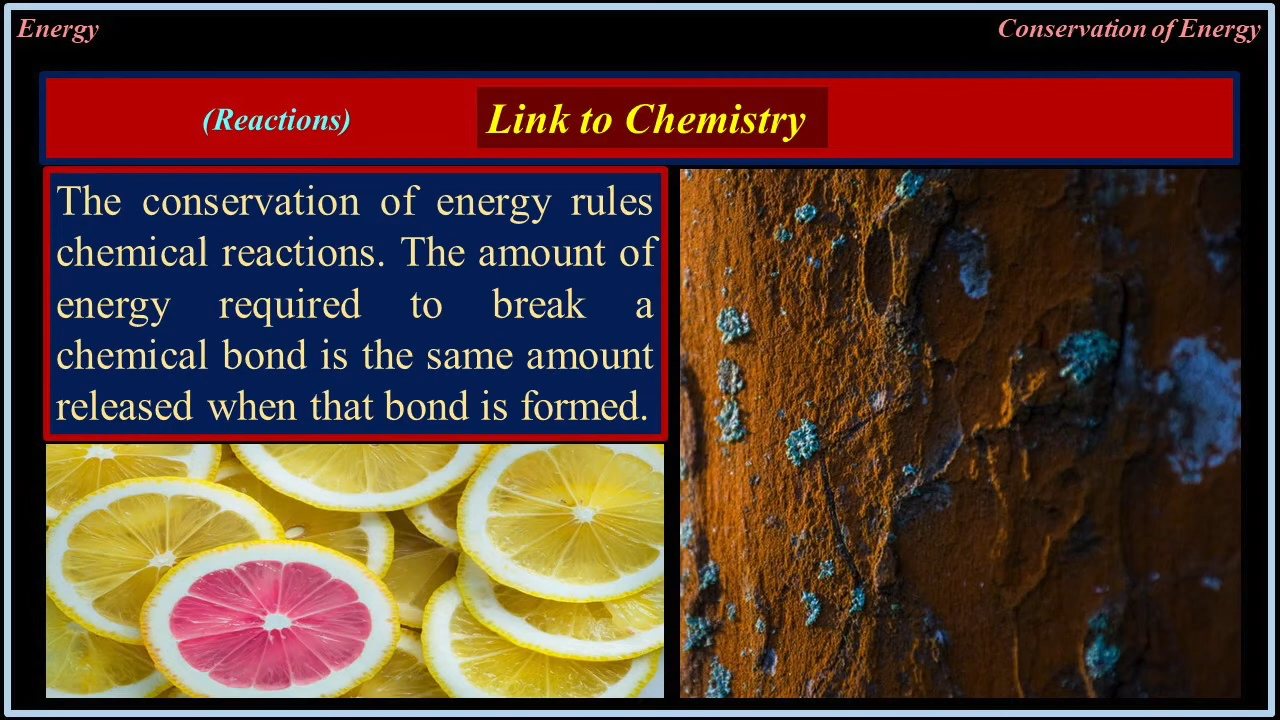 Energy
Conservation of Energy
(Reactions)
Link to Chemistry
The conservation of energy rules
chemical reactions. The amount of
energy required to break a
chemical bond is the same amount
released when that bond is formed.